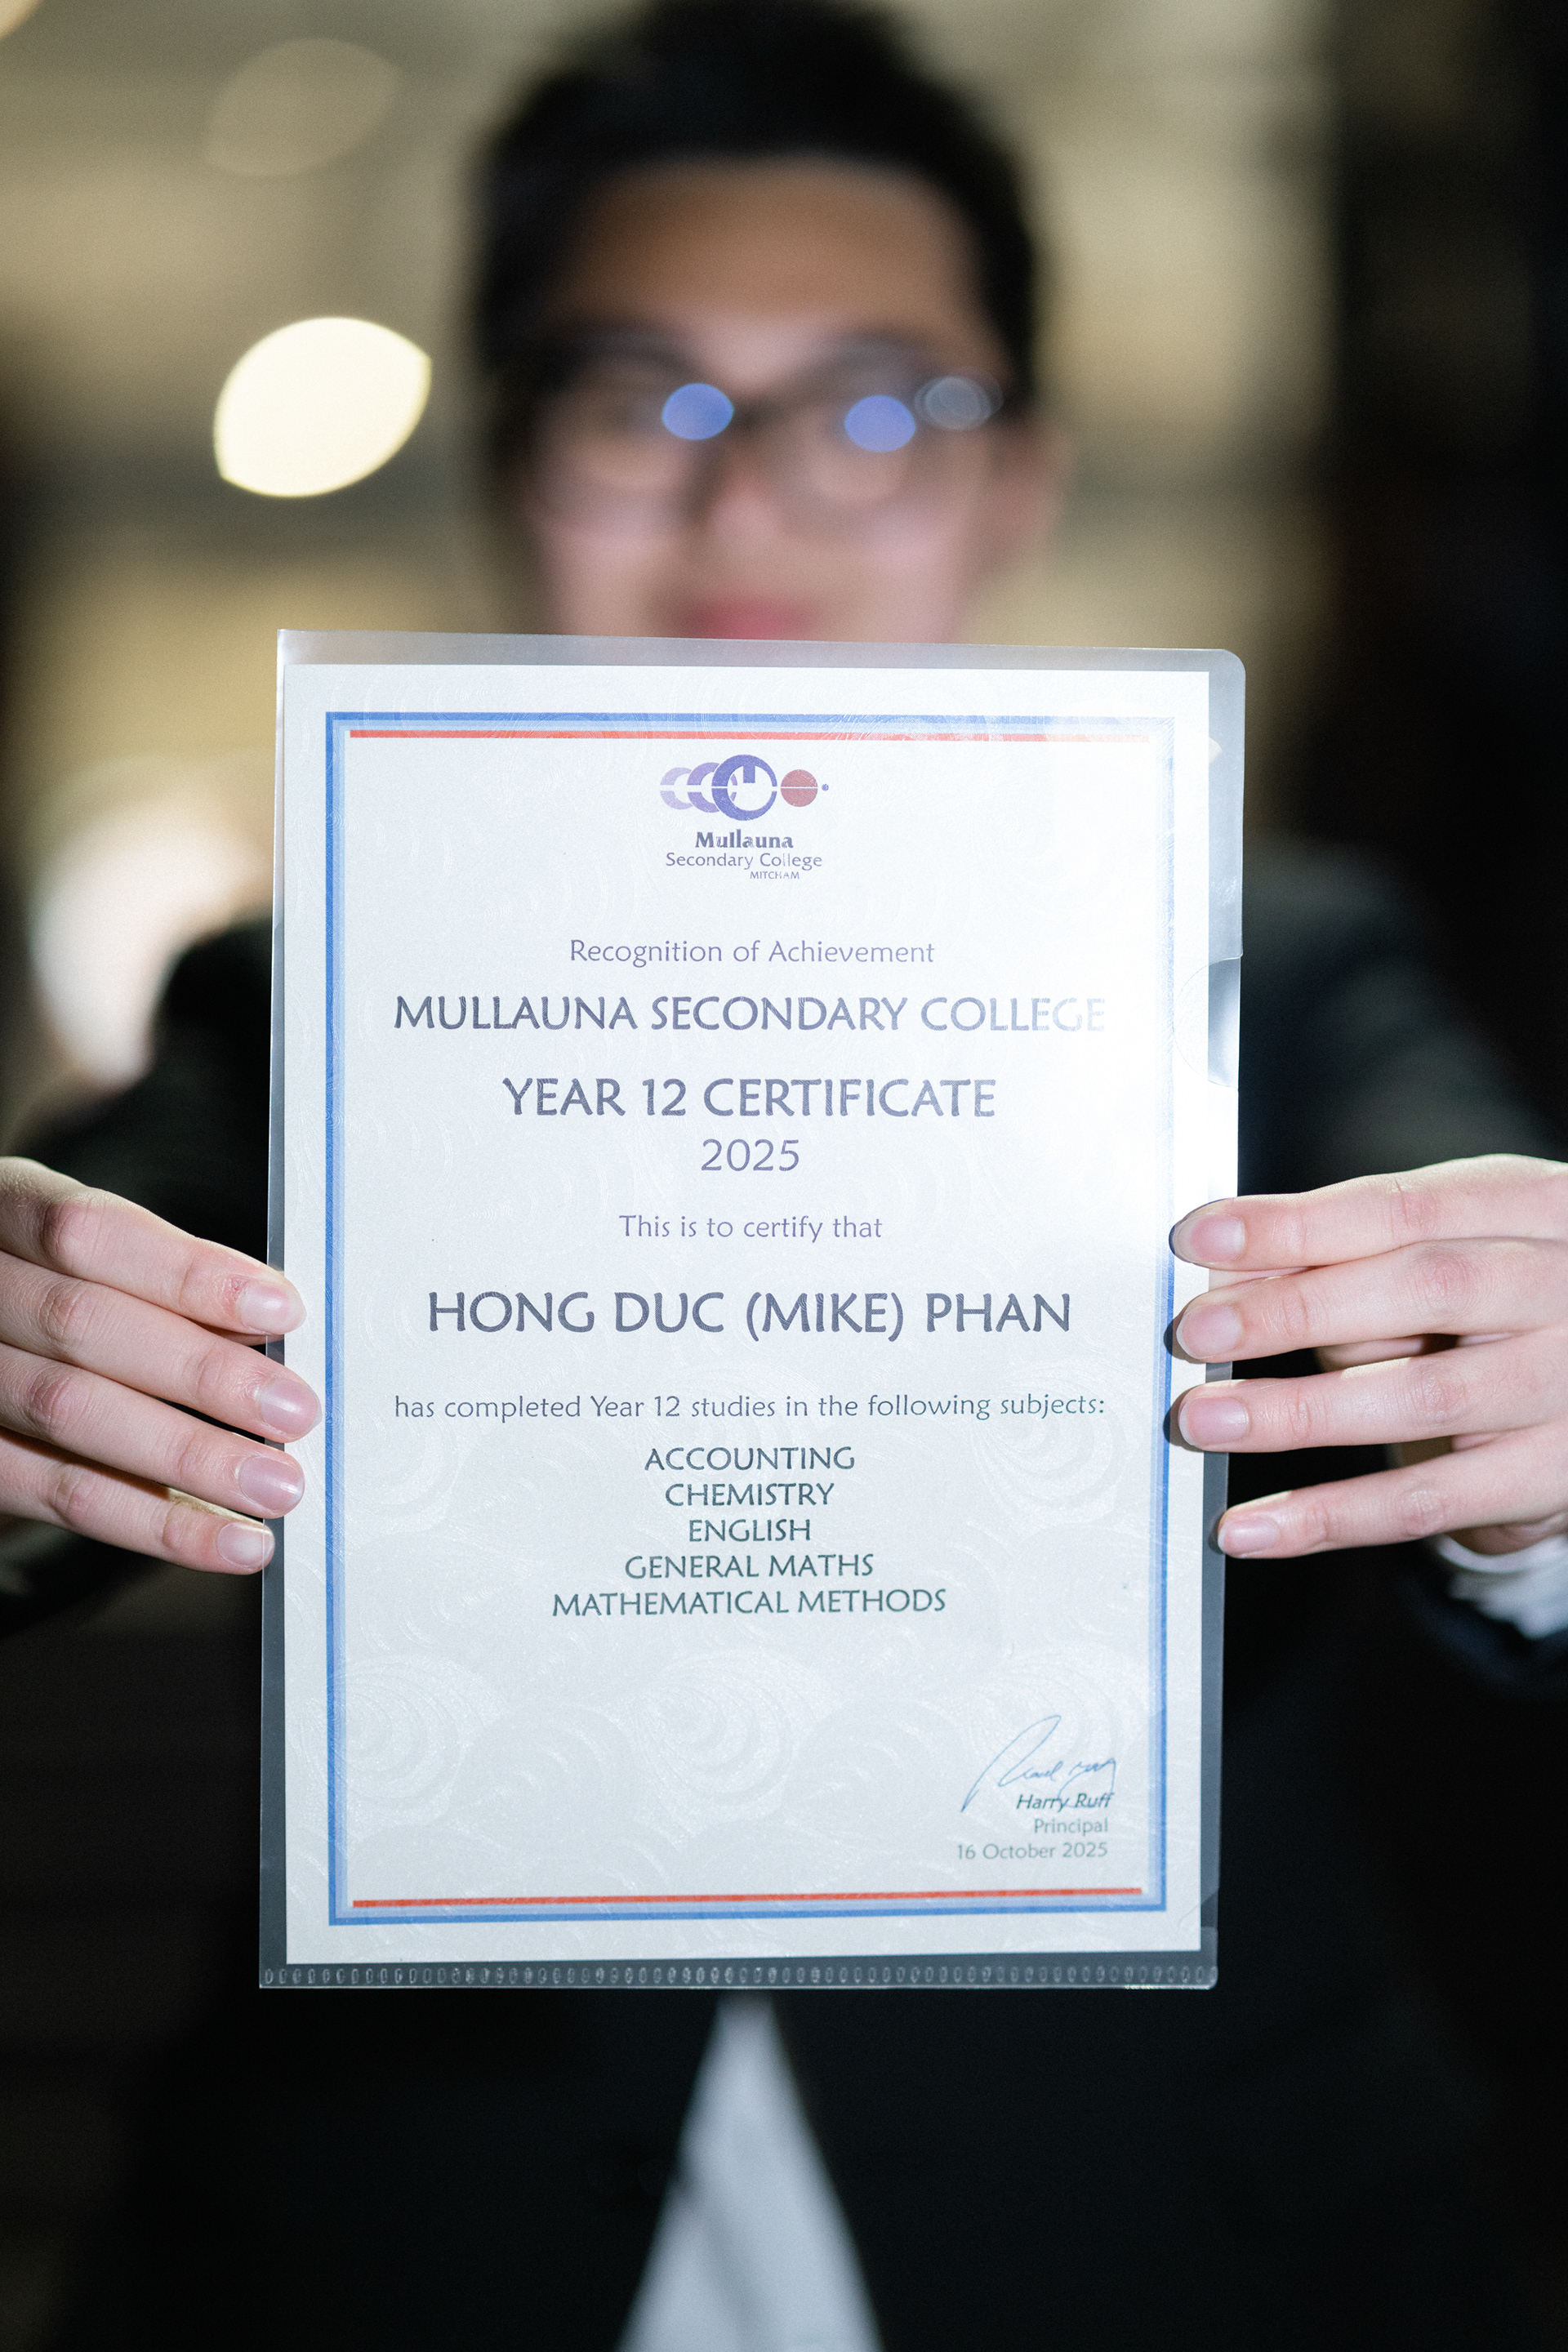 Mullauna
Secondary College
MITCHAM
Recognition of Achievement
MULLAUNA SECONDARY COLLEGE
YEAR 12 CERTIFICATE
2025
This is to certify that
HONG DUC (MIKE) PHAN
has completed Year 12 studies in the following subjects:
ACCOUNTING
CHEMISTRY
ENGLISH
GENERAL MATHS
MATHEMATICAL METHODS
Harry Ruff
Principal
16 October 2025